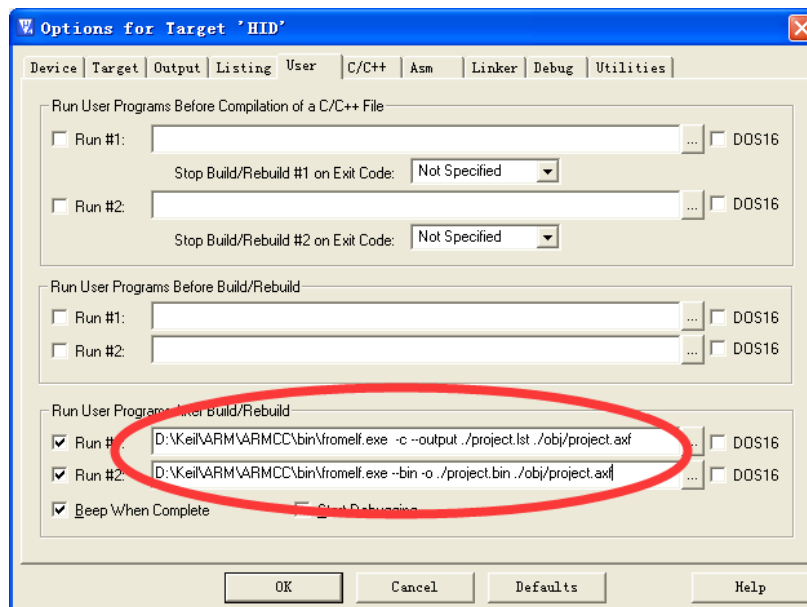 Options for Target 'HID'
Device Target Output Listing User C/C++ Asm Linker Debug Utilities
Run User Programs Before Compilation of a C/C++ File
Run #1: ... DOS16
Stop Build/Rebuild #1 on Exit Code: Not Specified
Run #2: ... DOS16
Stop Build/Rebuild #2 on Exit Code: Not Specified
Run User Programs Before Build/Rebuild
Run #1: ... DOS16
Run #2: ... DOS16
Run User Programs After Build/Rebuild
Run D:\Keil\ARM\ARMCC\bin\fromelf.exe -c --output ./project.lst ./obj/project.axf ... DOS16
Run #2: D:\Keil\ARM\ARMCC\bin\fromelf.exe --bin -o ./project.bin ./obj/project.axf ... DOS16
Beep When Complete Start Debugging
OK Cancel Defaults Help